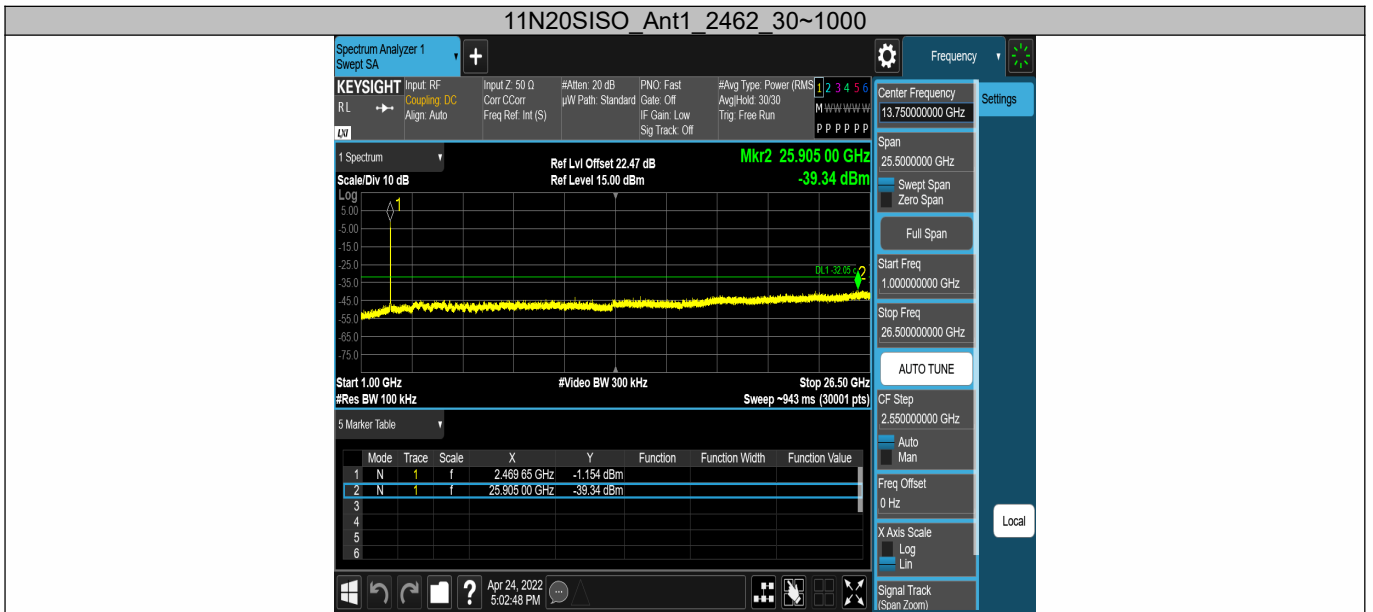 11N20SISO_Ant1_2462_30~1000
Spectrum Analyzer 1
Swept SA
Frequency
KEYSIGHT
R L
LXI
Input: RF
Coupling: DC
Align: Auto
Input Z: 50 Ω
Corr CCorr
Freq Ref: Int (S)
#Atten: 20 dB
µW Path: Standard
PNO: Fast
Gate: Off
IF Gain: Low
Sig Track: Off
#Avg Type: Power (RMS
Avg|Hold: 30/30
Trig: Free Run
1 2 3 4 5 6
M W W W W W
P P P P P P
Center Frequency
13.750000000 GHz
Settings
Span
25.5000000 GHz
Swept Span
Zero Span
Full Span
Start Freq
1.000000000 GHz
Stop Freq
26.500000000 GHz
AUTO TUNE
CF Step
2.550000000 GHz
Auto
Man
Freq Offset
0 Hz
X Axis Scale
Log
Lin
Signal Track
(Span Zoom)
Local
1 Spectrum
Ref Lvl Offset 22.47 dB
Mkr2 25.905 00 GHz
Scale/Div 10 dB
Ref Level 15.00 dBm
-39.34 dBm
Log
5.00
-5.00
-15.0
-25.0
-35.0
-45.0
-55.0
-65.0
-75.0
1
DL1 -32.05
2
Start 1.00 GHz
#Video BW 300 kHz
Stop 26.50 GHz
#Res BW 100 kHz
Sweep ~943 ms (30001 pts)
5 Marker Table
Mode Trace Scale X Y Function Function Width Function Value
1 N 1 f 2.469 65 GHz -1.154 dBm
2 N 1 f 25.905 00 GHz -39.34 dBm
3
4
5
6
?
Apr 24, 2022
5:02:48 PM